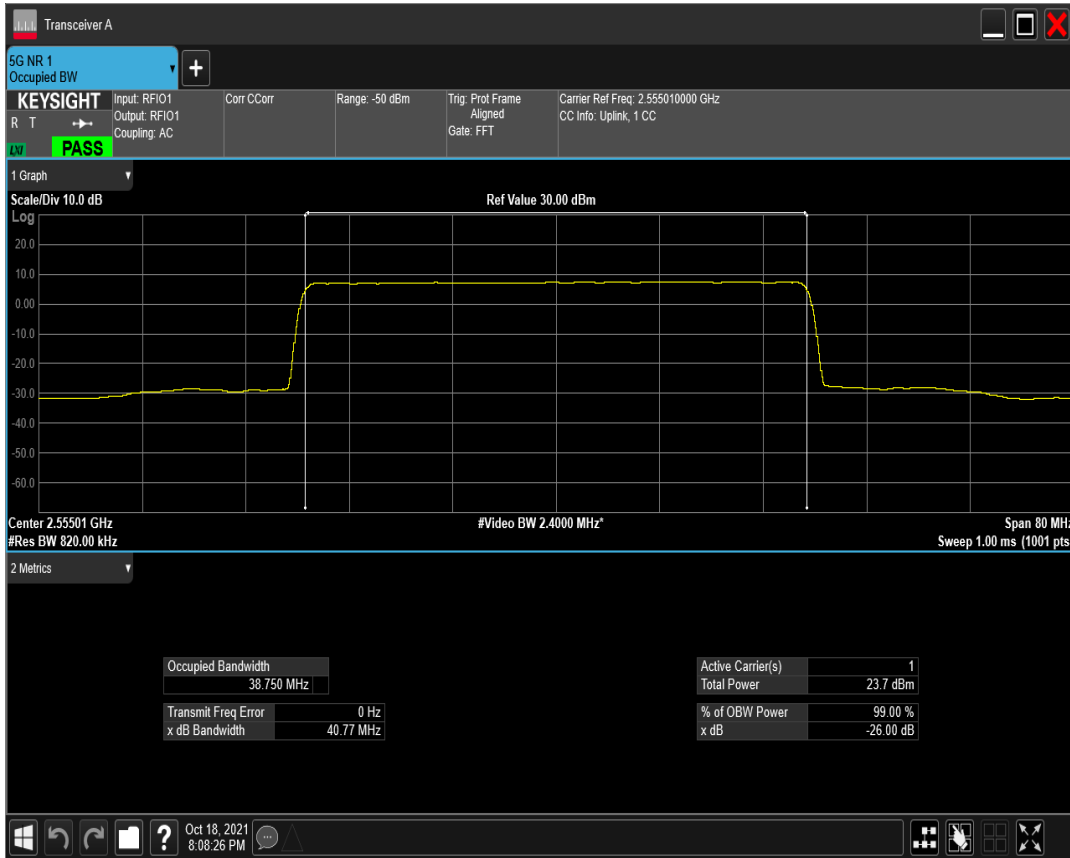 Transceiver A
5G NR 1
Occupied BW
KEYSIGHT
R T
LXI
PASS
Input: RFIO1
Output: RFIO1
Coupling: AC
Corr CCorr
Range: -50 dBm
Trig: Prot Frame
Aligned
Gate: FFT
Carrier Ref Freq: 2.555010000 GHz
CC Info: Uplink, 1 CC
1 Graph
Scale/Div 10.0 dB
Ref Value 30.00 dBm
Log
20.0
10.0
0.00
-10.0
-20.0
-30.0
-40.0
-50.0
-60.0
Center 2.55501 GHz
#Video BW 2.4000 MHz*
Span 80 MHz
#Res BW 820.00 kHz
Sweep 1.00 ms (1001 pts
2 Metrics
Occupied Bandwidth
38.750 MHz
Transmit Freq Error 0 Hz
x dB Bandwidth 40.77 MHz
Active Carrier(s) 1
Total Power 23.7 dBm
% of OBW Power 99.00 %
x dB -26.00 dB
?
Oct 18, 2021
8:08:26 PM